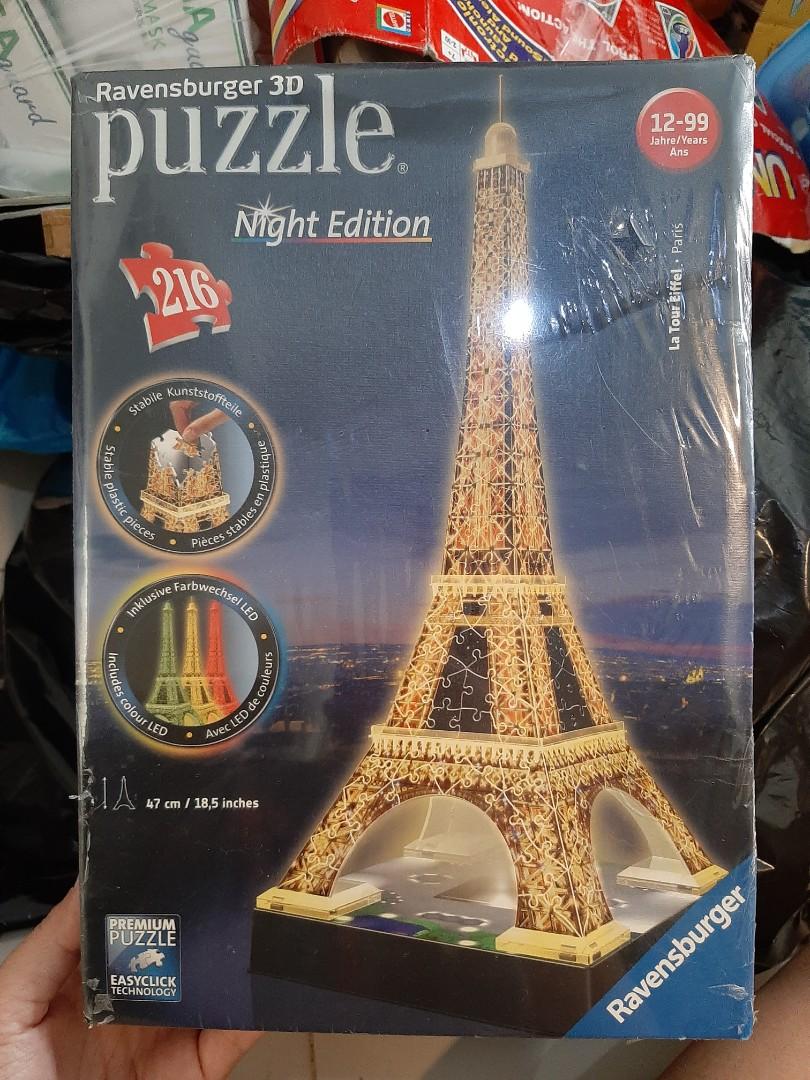 Ravensburger 3D
puzzle®
Night Edition
216
12-99
Jahre/Years
Ans
La Tour Eiffel · Paris
Stabile Kunststoffteile
Stable plastic pieces
Pièces stables en plastique
Inklusive Farbwechsel LED
Includes colour LED
Avec LED de couleurs
47 cm / 18,5 inches
PREMIUM
PUZZLE
EASYCLICK
TECHNOLOGY
Ravensburger
MASK